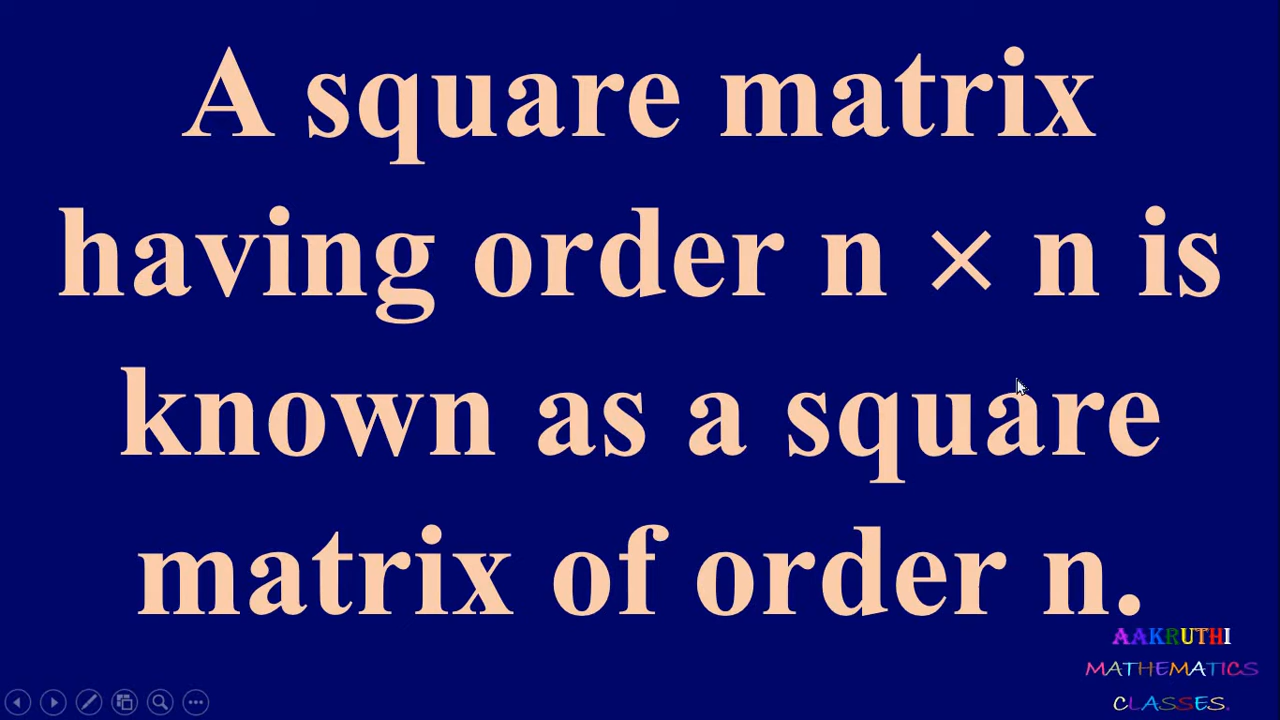 A square matrix
having order n × n is
known as a square
matrix of order n.
AAKRUTHI
MATHEMATICS
CLASSES.